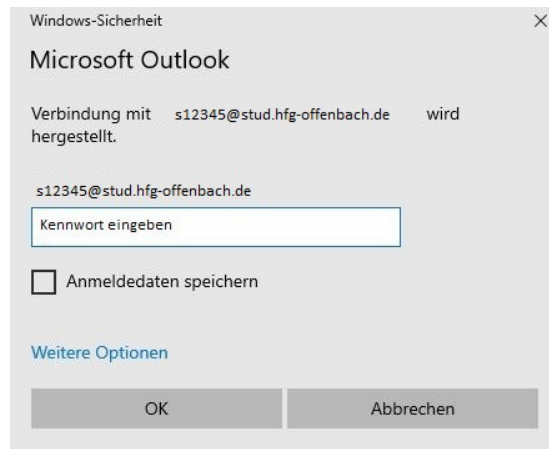 Windows-Sicherheit
Microsoft Outlook
Verbindung mit s12345@stud.hfg-offenbach.de wird
hergestellt.
s12345@stud.hfg-offenbach.de
Kennwort eingeben
Anmeldedaten speichern
Weitere Optionen
OK Abbrechen